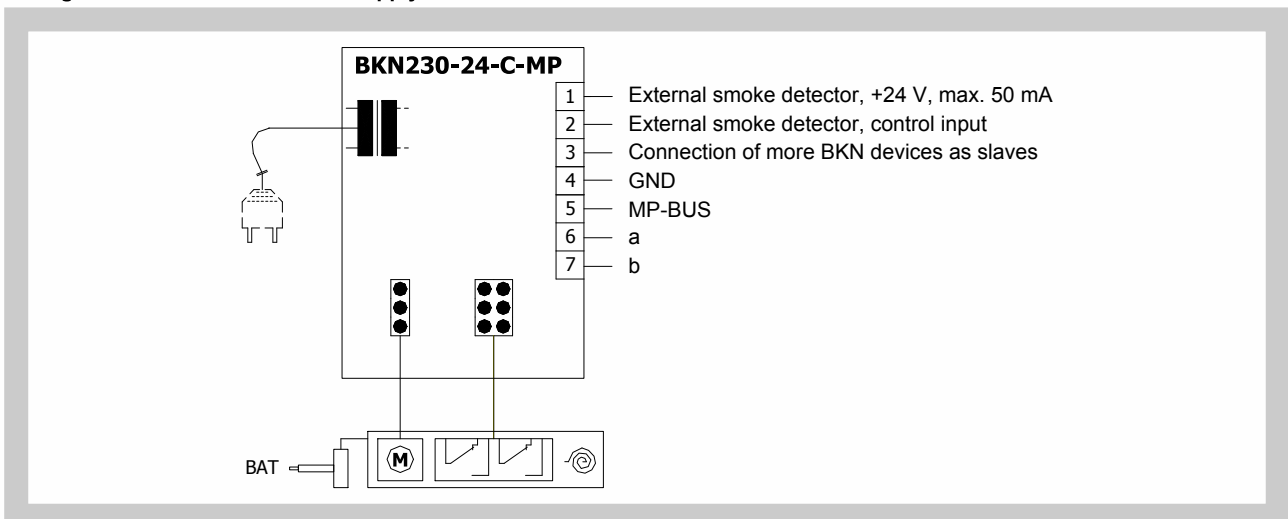 BKN230-24-C-MP
1 External smoke detector, +24 V, max. 50 mA
2 External smoke detector, control input
3 Connection of more BKN devices as slaves
4 GND
5 MP-BUS
6 a
7 b
BAT
M